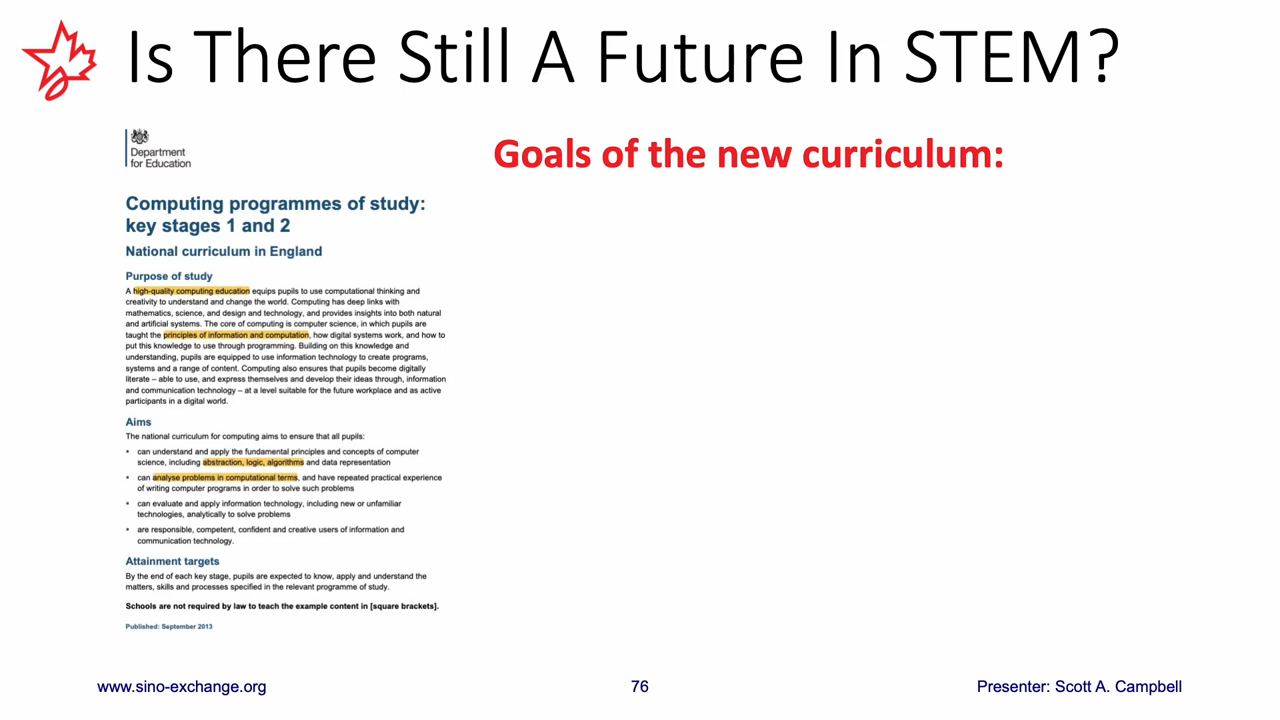 Is There Still A Future In STEM?
Department
for Education
Goals of the new curriculum:
Computing programmes of study:
key stages 1 and 2
National curriculum in England
Purpose of study
A high-quality computing education equips pupils to use computational thinking and
creativity to understand and change the world. Computing has deep links with
mathematics, science, and design and technology, and provides insights into both natural
and artificial systems. The core of computing is computer science, in which pupils are
taught the principles of information and computation, how digital systems work, and how to
put this knowledge to use through programming. Building on this knowledge and
understanding, pupils are equipped to use information technology to create programs,
systems and a range of content. Computing also ensures that pupils become digitally
literate – able to use, and express themselves and develop their ideas through, information
and communication technology – at a level suitable for the future workplace and as active
participants in a digital world.
Aims
The national curriculum for computing aims to ensure that all pupils:
▪ can understand and apply the fundamental principles and concepts of computer
science, including abstraction, logic, algorithms and data representation
▪ can analyse problems in computational terms, and have repeated practical experience
of writing computer programs in order to solve such problems
▪ can evaluate and apply information technology, including new or unfamiliar
technologies, analytically to solve problems
▪ are responsible, competent, confident and creative users of information and
communication technology.
Attainment targets
By the end of each key stage, pupils are expected to know, apply and understand the
matters, skills and processes specified in the relevant programme of study.
Schools are not required by law to teach the example content in [square brackets].
Published: September 2013
www.sino-exchange.org
76
Presenter: Scott A. Campbell